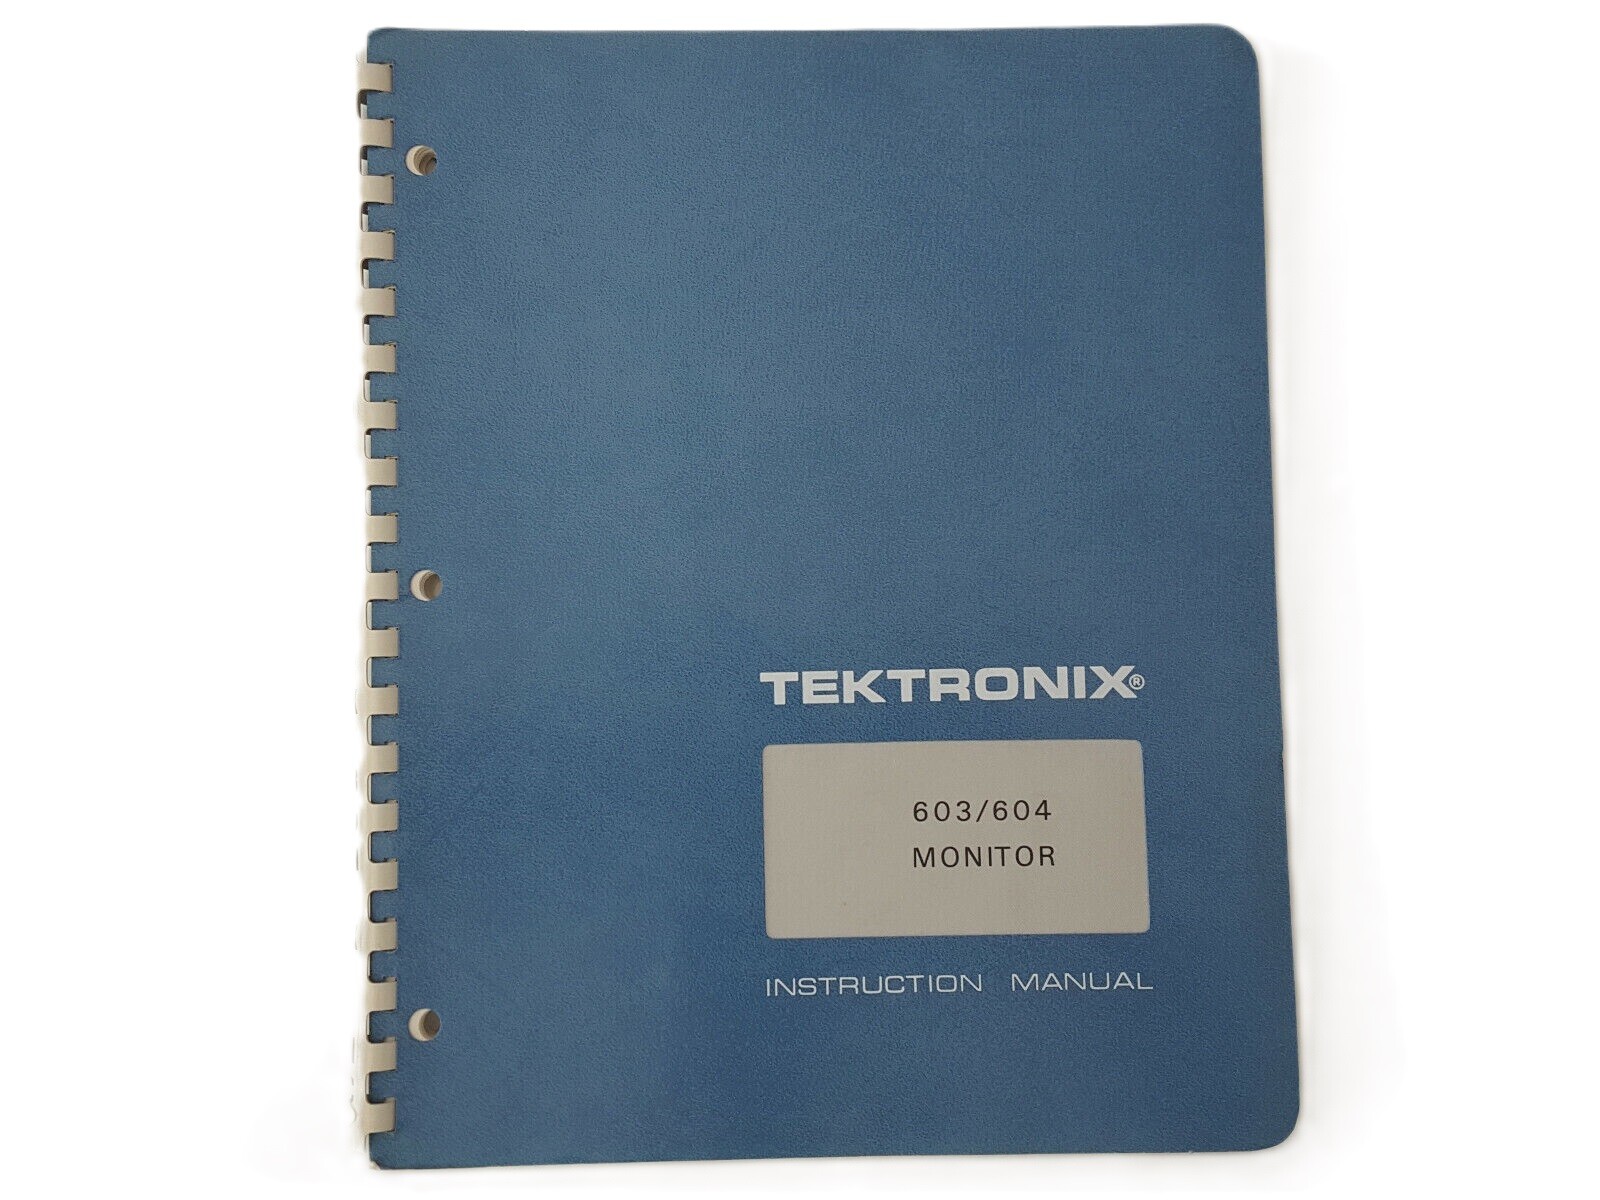 TEKTRONIX®
603/604
MONITOR
INSTRUCTION MANUAL